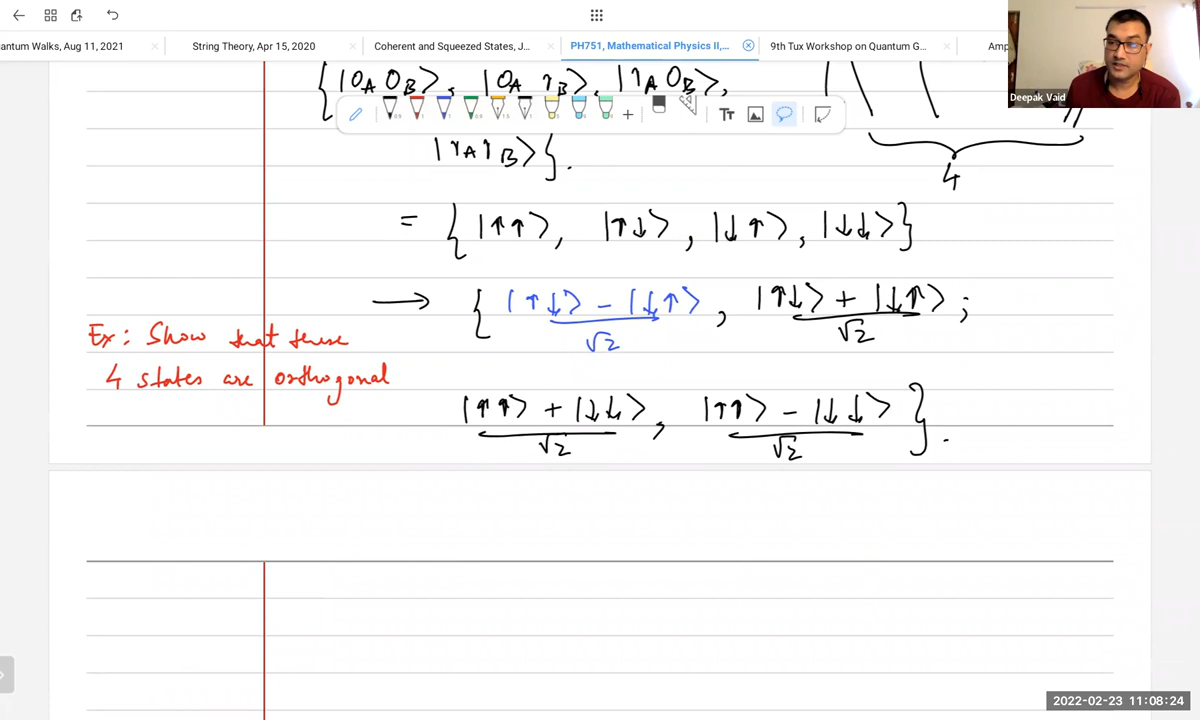 antum Walks, Aug 11, 2021 String Theory, Apr 15, 2020 Coherent and Squeezed States, J... PH751, Mathematical Physics II,... 9th Tux Workshop on Quantum G... Amp
Deepak Vaid
{|0A 0B>, |0A 1B>, |1A 0B>,
Tт
|1A 1B>}.
4
= {|↑↑>, |↑↓>, |↓↑>, |↓↓>}
→ { |↑↓> - |↓↑> / √2, |↑↓> + |↓↑> / √2 ;
Ex: Show that these
4 states are orthogonal
|↑↑> + |↓↓> / √2, |↑↑> - |↓↓> / √2 }.
2022-02-23 11:08:24